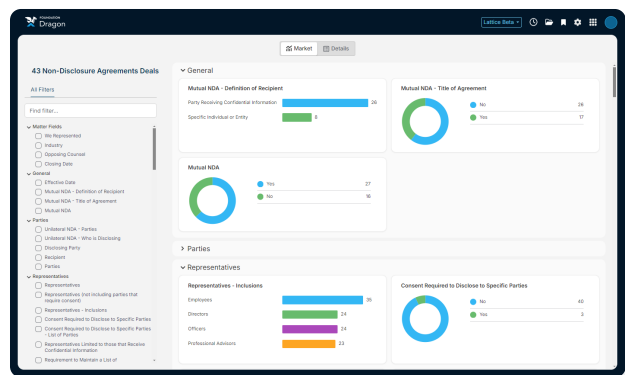 FOUNDATION
Dragon
Lattice Beta
Market
Details
43 Non-Disclosure Agreements Deals
All Filters
Find filter...
Matter Fields
We Represented
Industry
Opposing Counsel
Closing Date
General
Effective Date
Mutual NDA - Definition of Recipient
Mutual NDA - Title of Agreement
Mutual NDA
Parties
Unilateral NDA - Parties
Unilateral NDA - Who is Disclosing
Disclosing Party
Recipient
Parties
Representatives
Representatives
Representatives (not including parties that
require consent)
Representatives - Inclusions
Consent Required to Disclose to Specific Parties
Consent Required to Disclose to Specific Parties
- List of Parties
Representatives Limited to those that Receive
Confidential Information
Requirement to Maintain a List of
General
Mutual NDA - Definition of Recipient
Party Receiving Confidential Information 26
Specific Individual or Entity 8
Mutual NDA - Title of Agreement
No 26
Yes 17
Mutual NDA
Yes 27
No 16
Parties
Representatives
Representatives - Inclusions
Employees 35
Directors 24
Officers 24
Professional Advisors 23
Consent Required to Disclose to Specific Parties
No 40
Yes 3